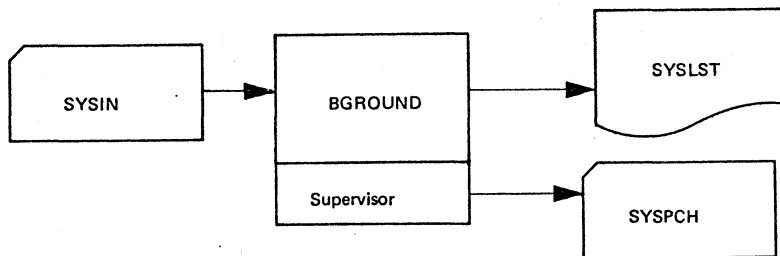 SYSIN
BGROUND
Supervisor
SYSLST
SYSPCH